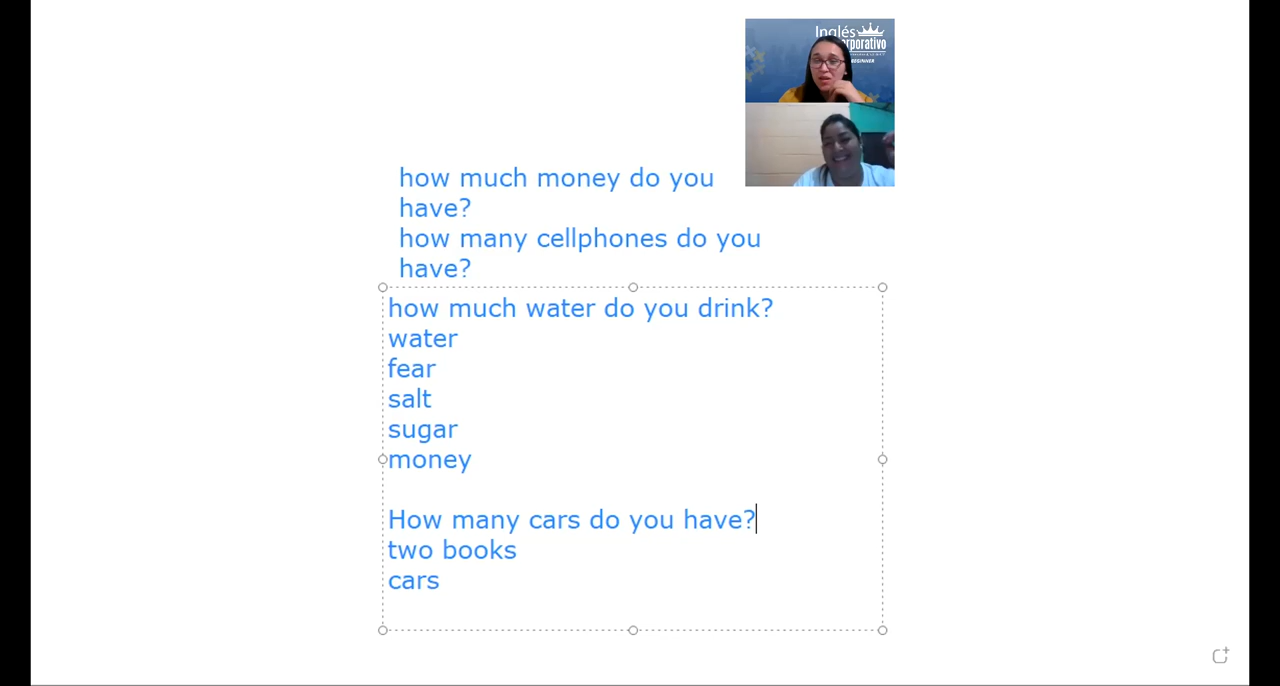 Inglés
orporativo
BEGINNER
how much money do you
have?
how many cellphones do you
have?
how much water do you drink?
water
fear
salt
sugar
money
How many cars do you have?
two books
cars